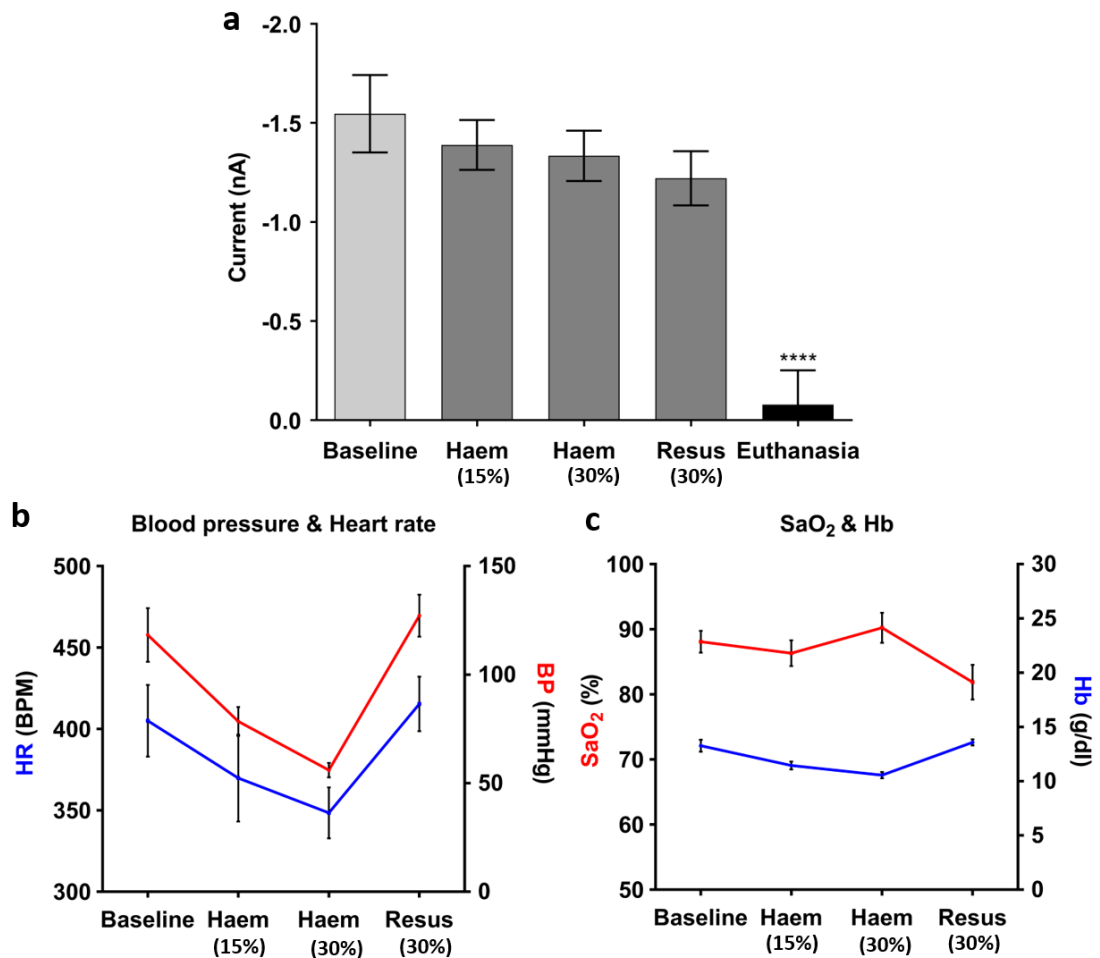 a
-2.0
-1.5
-1.0
-0.5
0.0
Current (nA)
****
Baseline Haem Haem Resus Euthanasia
(15%) (30%) (30%)
b
Blood pressure & Heart rate
500
450
400
350
300
HR (BPM)
150
100
50
0
BP (mmHg)
Baseline Haem Haem Resus
(15%) (30%) (30%)
c
SaO₂ & Hb
100
90
80
70
60
50
SaO₂ (%)
30
25
20
15
10
5
0
Hb (g/dl)
Baseline Haem Haem Resus
(15%) (30%) (30%)